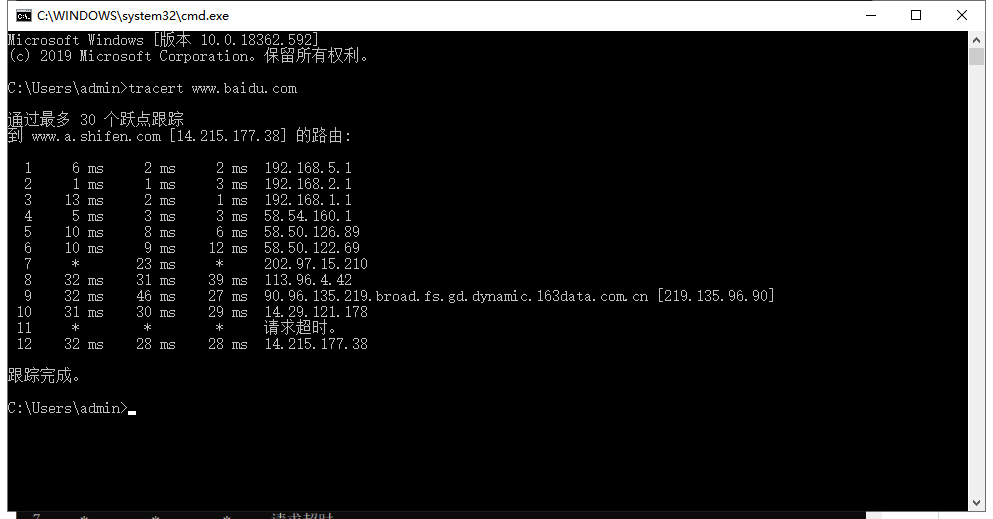 C:\WINDOWS\system32\cmd.exe
Microsoft Windows [版本 10.0.18362.592]
(c) 2019 Microsoft Corporation。保留所有权利。
C:\Users\admin>tracert www.baidu.com
通过最多 30 个跃点跟踪
到 www.a.shifen.com [14.215.177.38] 的路由:
1 6 ms 2 ms 2 ms 192.168.5.1
2 1 ms 1 ms 3 ms 192.168.2.1
3 13 ms 2 ms 1 ms 192.168.1.1
4 5 ms 3 ms 3 ms 58.54.160.1
5 10 ms 8 ms 6 ms 58.50.126.89
6 10 ms 9 ms 12 ms 58.50.122.69
7 * 23 ms * 202.97.15.210
8 32 ms 31 ms 39 ms 113.96.4.42
9 32 ms 46 ms 27 ms 90.96.135.219.broad.fs.gd.dynamic.163data.com.cn [219.135.96.90]
10 31 ms 30 ms 29 ms 14.29.121.178
11 * * * 请求超时。
12 32 ms 28 ms 28 ms 14.215.177.38
跟踪完成。
C:\Users\admin>
7 * * * 请求超时